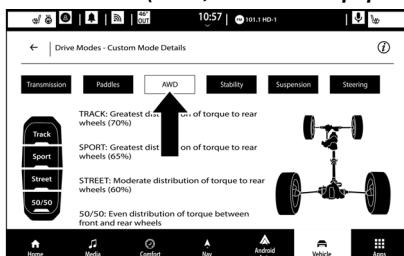 46°
OUT
10:57
101.1 HD-1
Drive Modes - Custom Mode Details
Transmission
Paddles
AWD
Stability
Suspension
Steering
Track
Sport
Street
50/50
TRACK: Greatest dist on of torque to rear
wheels (70%)
SPORT: Greatest dist on of torque to rear
wheels (65%)
STREET: Moderate distribution of torque to rear
wheels (60%)
50/50: Even distribution of torque between
front and rear wheels
Home
Media
Comfort
Nav
Android
Vehicle
Apps